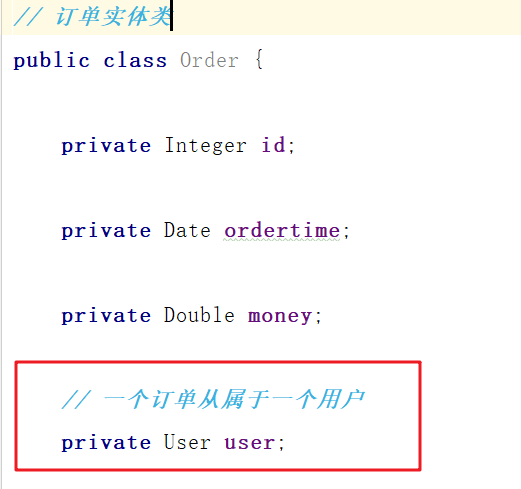 // 订单实体类
public class Order {
private Integer id;
private Date ordertime;
private Double money;
// 一个订单从属于一个用户
private User user;